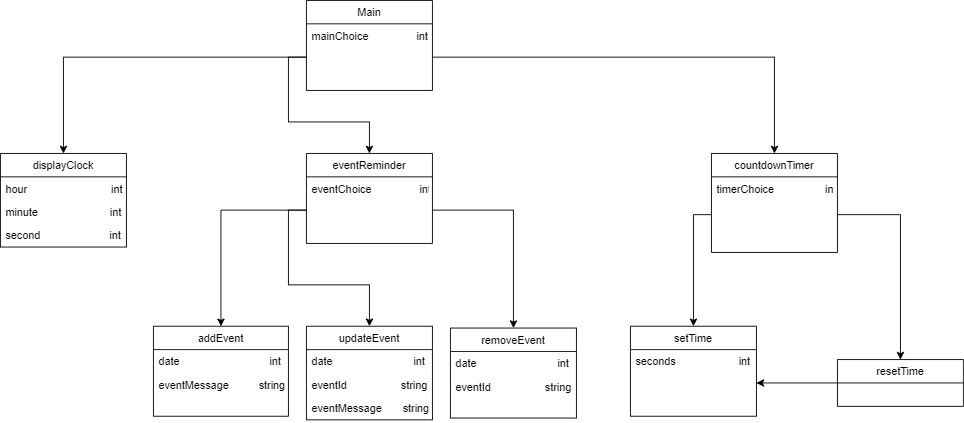 Main
mainChoice int
displayClock
hour int
minute int
second int
eventReminder
eventChoice int
countdownTimer
timerChoice in
addEvent
date int
eventMessage string
updateEvent
date int
eventId string
eventMessage string
removeEvent
date int
eventId string
setTime
seconds int
resetTime